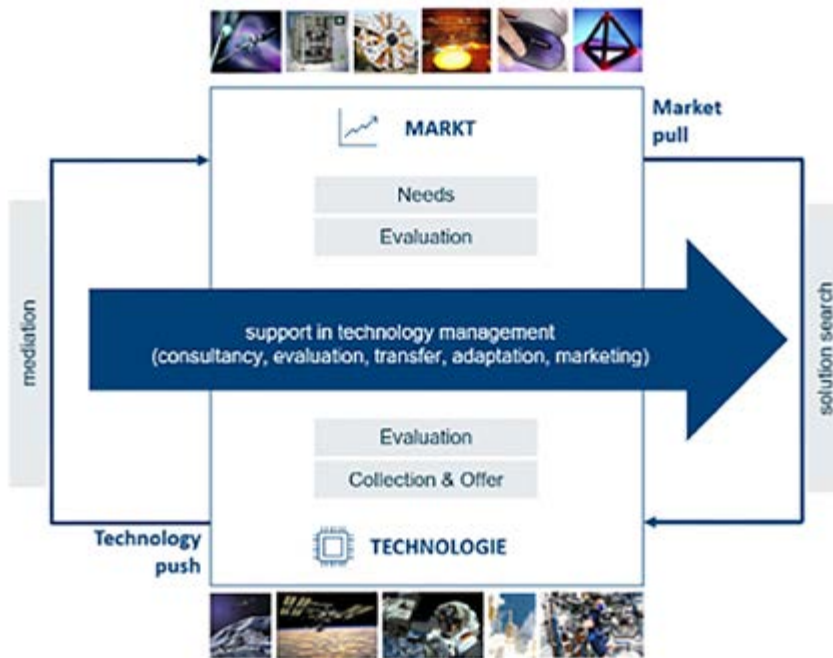 MARKT
Market
pull
Needs
Evaluation
mediation
support in technology management
(consultancy, evaluation, transfer, adaptation, marketing)
solution search
Evaluation
Collection & Offer
Technology
push
TECHNOLOGIE